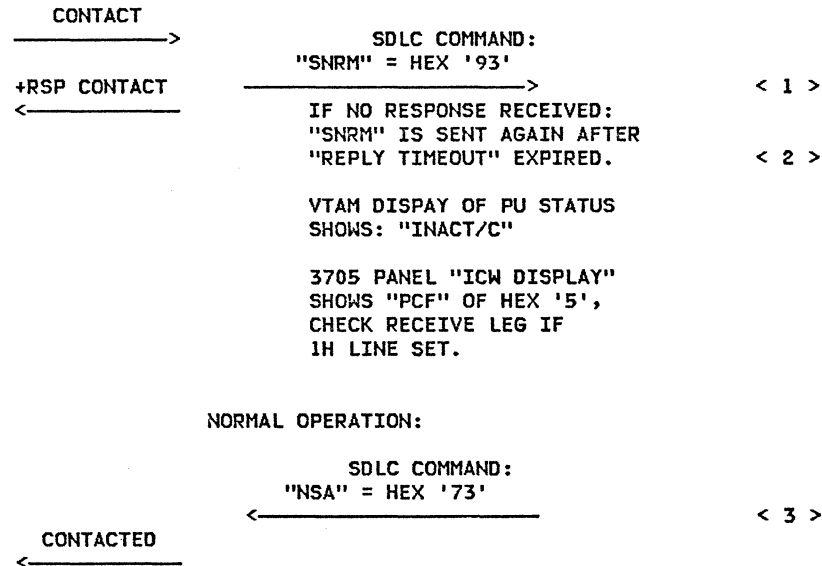 CONTACT
SDLC COMMAND:
"SNRM" = HEX '93'
+RSP CONTACT
< 1 >
IF NO RESPONSE RECEIVED:
"SNRM" IS SENT AGAIN AFTER
"REPLY TIMEOUT" EXPIRED.
< 2 >
VTAM DISPAY OF PU STATUS
SHOWS: "INACT/C"
3705 PANEL "ICW DISPLAY"
SHOWS "PCF" OF HEX '5',
CHECK RECEIVE LEG IF
1H LINE SET.
NORMAL OPERATION:
SDLC COMMAND:
"NSA" = HEX '73'
< 3 >
CONTACTED